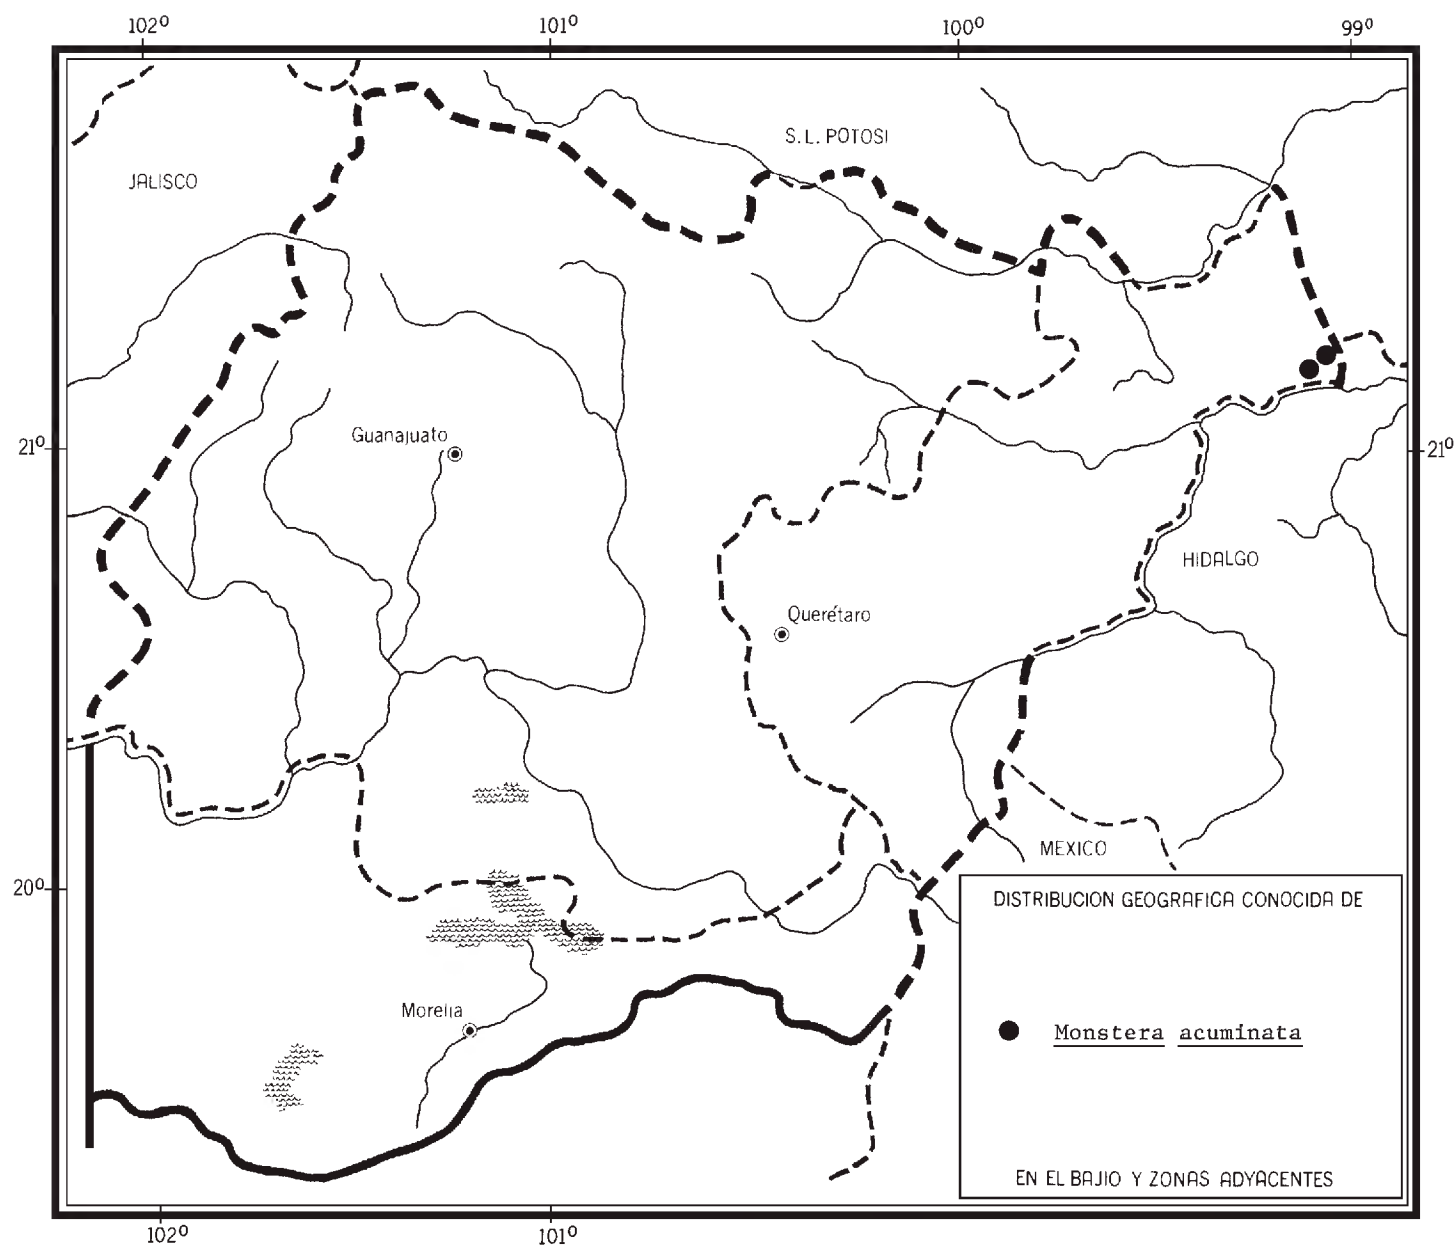 102º 101º 100º 99º
S.L. POTOSI
JALISCO
Guanajuato
21º 21º
HIDALGO
Querétaro
MEXICO
20º
DISTRIBUCION GEOGRAFICA CONOCIDA DE
Morelia
Monstera acuminata
EN EL BAJIO Y ZONAS ADYACENTES
102º 101º